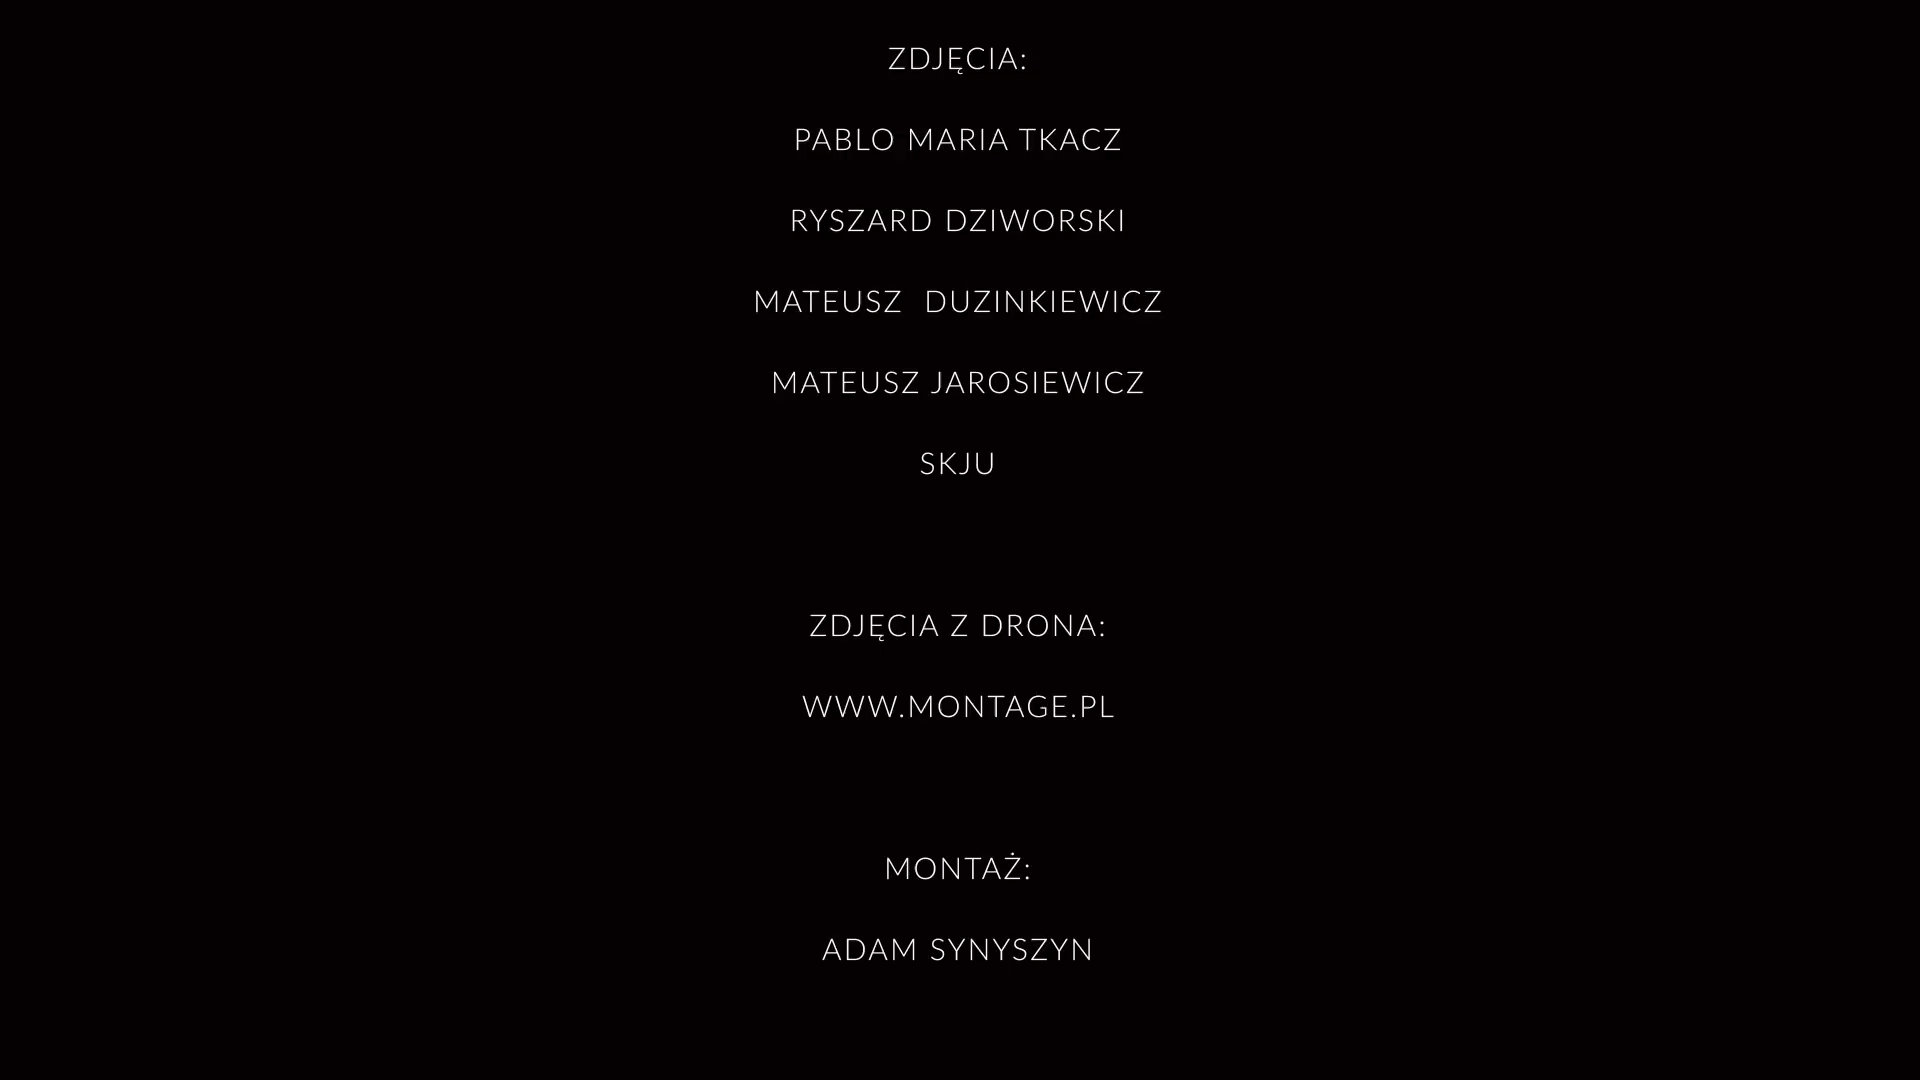 ZDJĘCIA:
PABLO MARIA TKACZ
RYSZARD DZIWORSKI
MATEUSZ  DUZINKIEWICZ
MATEUSZ JAROSIEWICZ
SKJU
ZDJĘCIA Z DRONA:
WWW.MONTAGE.PL
MONTAŻ:
ADAM SYNYSZYN